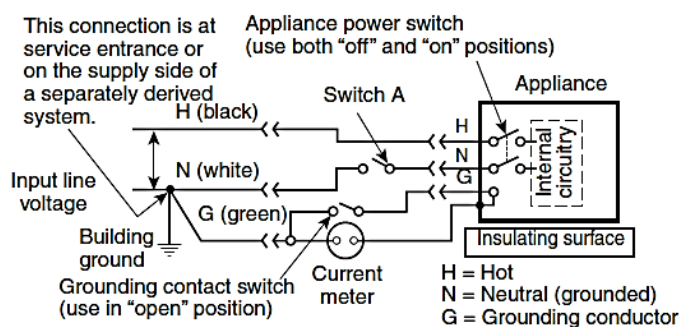 This connection is at
service entrance or
on the supply side of
a separately derived
system.
Appliance power switch
(use both “off” and “on” positions)
Appliance
H (black)
Switch A
H
N (white)
N
G
Internal
circuitry
Input line
voltage
G (green)
Building
ground
Insulating surface
Grounding contact switch
(use in “open” position)
Current
meter
H = Hot
N = Neutral (grounded)
G = Grounding conductor